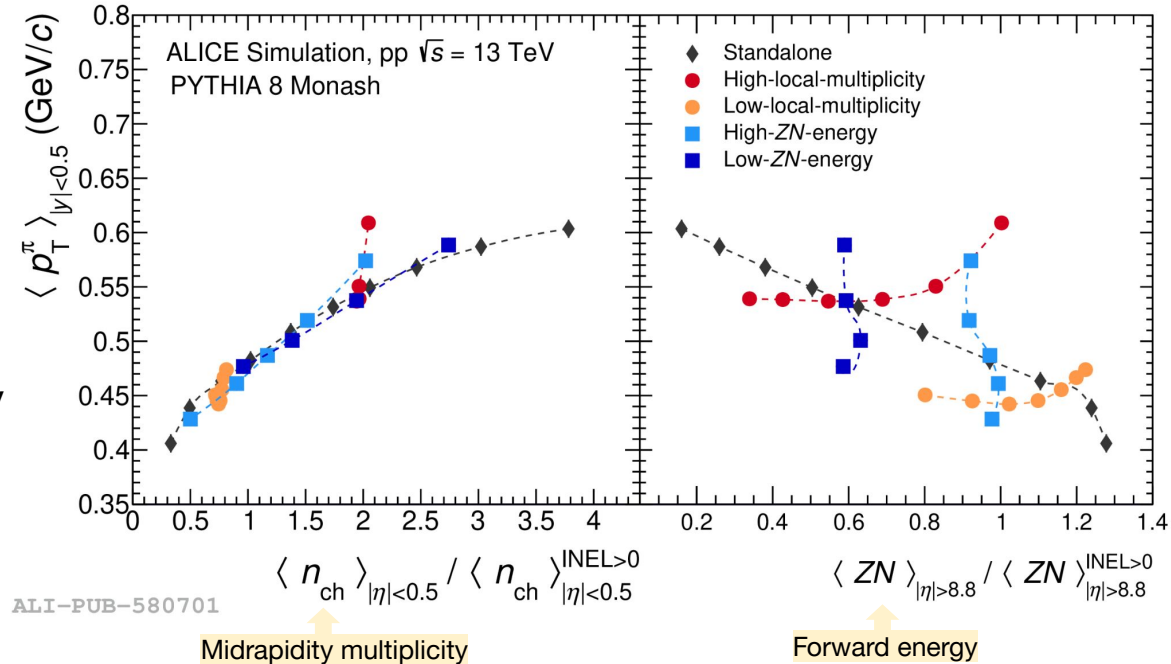 ⟨ p_T^π ⟩_|y|<0.5 (GeV/c)
0.8
0.75
0.7
0.65
0.6
0.55
0.5
0.45
0.4
0.35
ALICE Simulation, pp √s = 13 TeV
PYTHIA 8 Monash
Standalone
High-local-multiplicity
Low-local-multiplicity
High-ZN-energy
Low-ZN-energy
0 0.5 1 1.5 2 2.5 3 3.5 4
0.2 0.4 0.6 0.8 1 1.2 1.4
⟨ n_ch ⟩_|η|<0.5 / ⟨ n_ch ⟩_|η|<0.5^INEL>0
⟨ ZN ⟩_|η|>8.8 / ⟨ ZN ⟩_|η|>8.8^INEL>0
ALI-PUB-580701
Midrapidity multiplicity
Forward energy